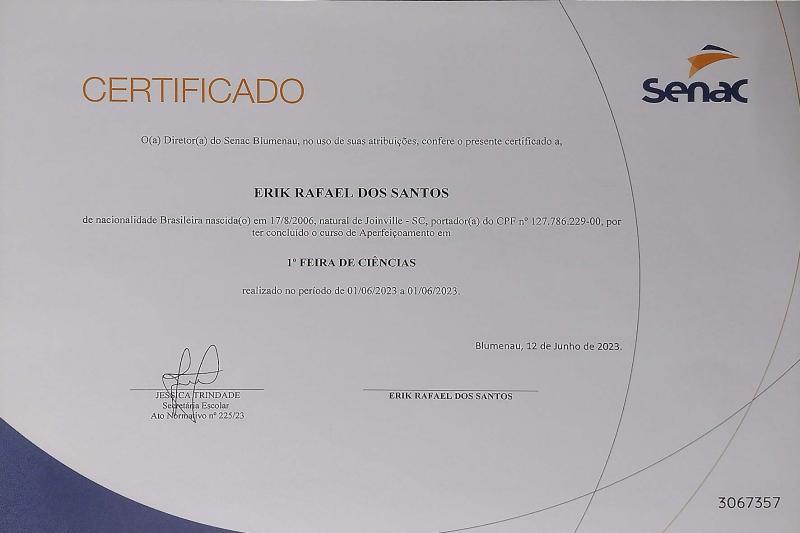 CERTIFICADO
Senac
O(a) Diretor(a) do Senac Blumenau, no uso de suas atribuições, confere o presente certificado a,
ERIK RAFAEL DOS SANTOS
de nacionalidade Brasileira nascida(o) em 17/8/2006, natural de Joinville - SC, portador(a) do CPF nº 127.786.229-00, por
ter concluído o curso de Aperfeiçoamento em
1º FEIRA DE CIÊNCIAS
realizado no período de 01/06/2023 a 01/06/2023.
Blumenau, 12 de Junho de 2023.
JESSICA TRINDADE
Secretária Escolar
Ato Normativo nº 225/23
ERIK RAFAEL DOS SANTOS
3067357